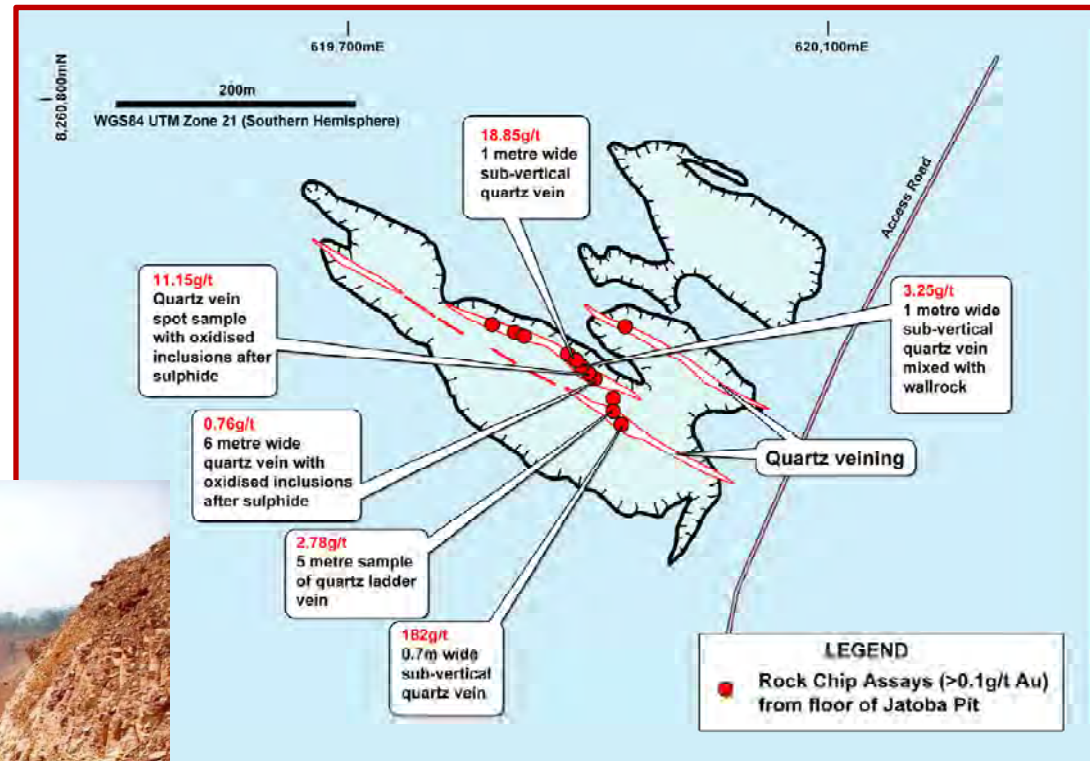 619,700mE
620,100mE
8,260,800mN
200m
WGS84 UTM Zone 21 (Southern Hemisphere)
Access Road
18.85g/t
1 metre wide
sub-vertical
quartz vein
11.15g/t
Quartz vein
spot sample
with oxidised
inclusions after
sulphide
3.25g/t
1 metre wide
sub-vertical
quartz vein
mixed with
wallrock
0.76g/t
6 metre wide
quartz vein with
oxidised inclusions
after sulphide
Quartz veining
2.78g/t
5 metre sample
of quartz ladder
vein
182g/t
0.7m wide
sub-vertical
quartz vein
LEGEND
Rock Chip Assays (>0.1g/t Au)
from floor of Jatoba Pit